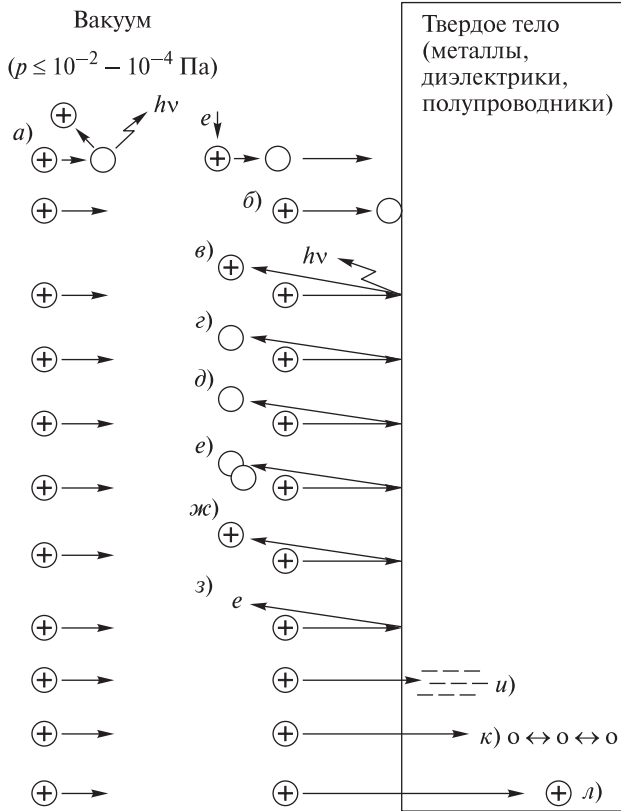 Вакуум
(p ≤ 10⁻² – 10⁻⁴ Па)
Твердое тело
(металлы,
диэлектрики,
полупроводники)
а) hν e
б)
в) hν
г)
д)
е)
ж)
з) e
и)
к) о ↔ о ↔ о
л)